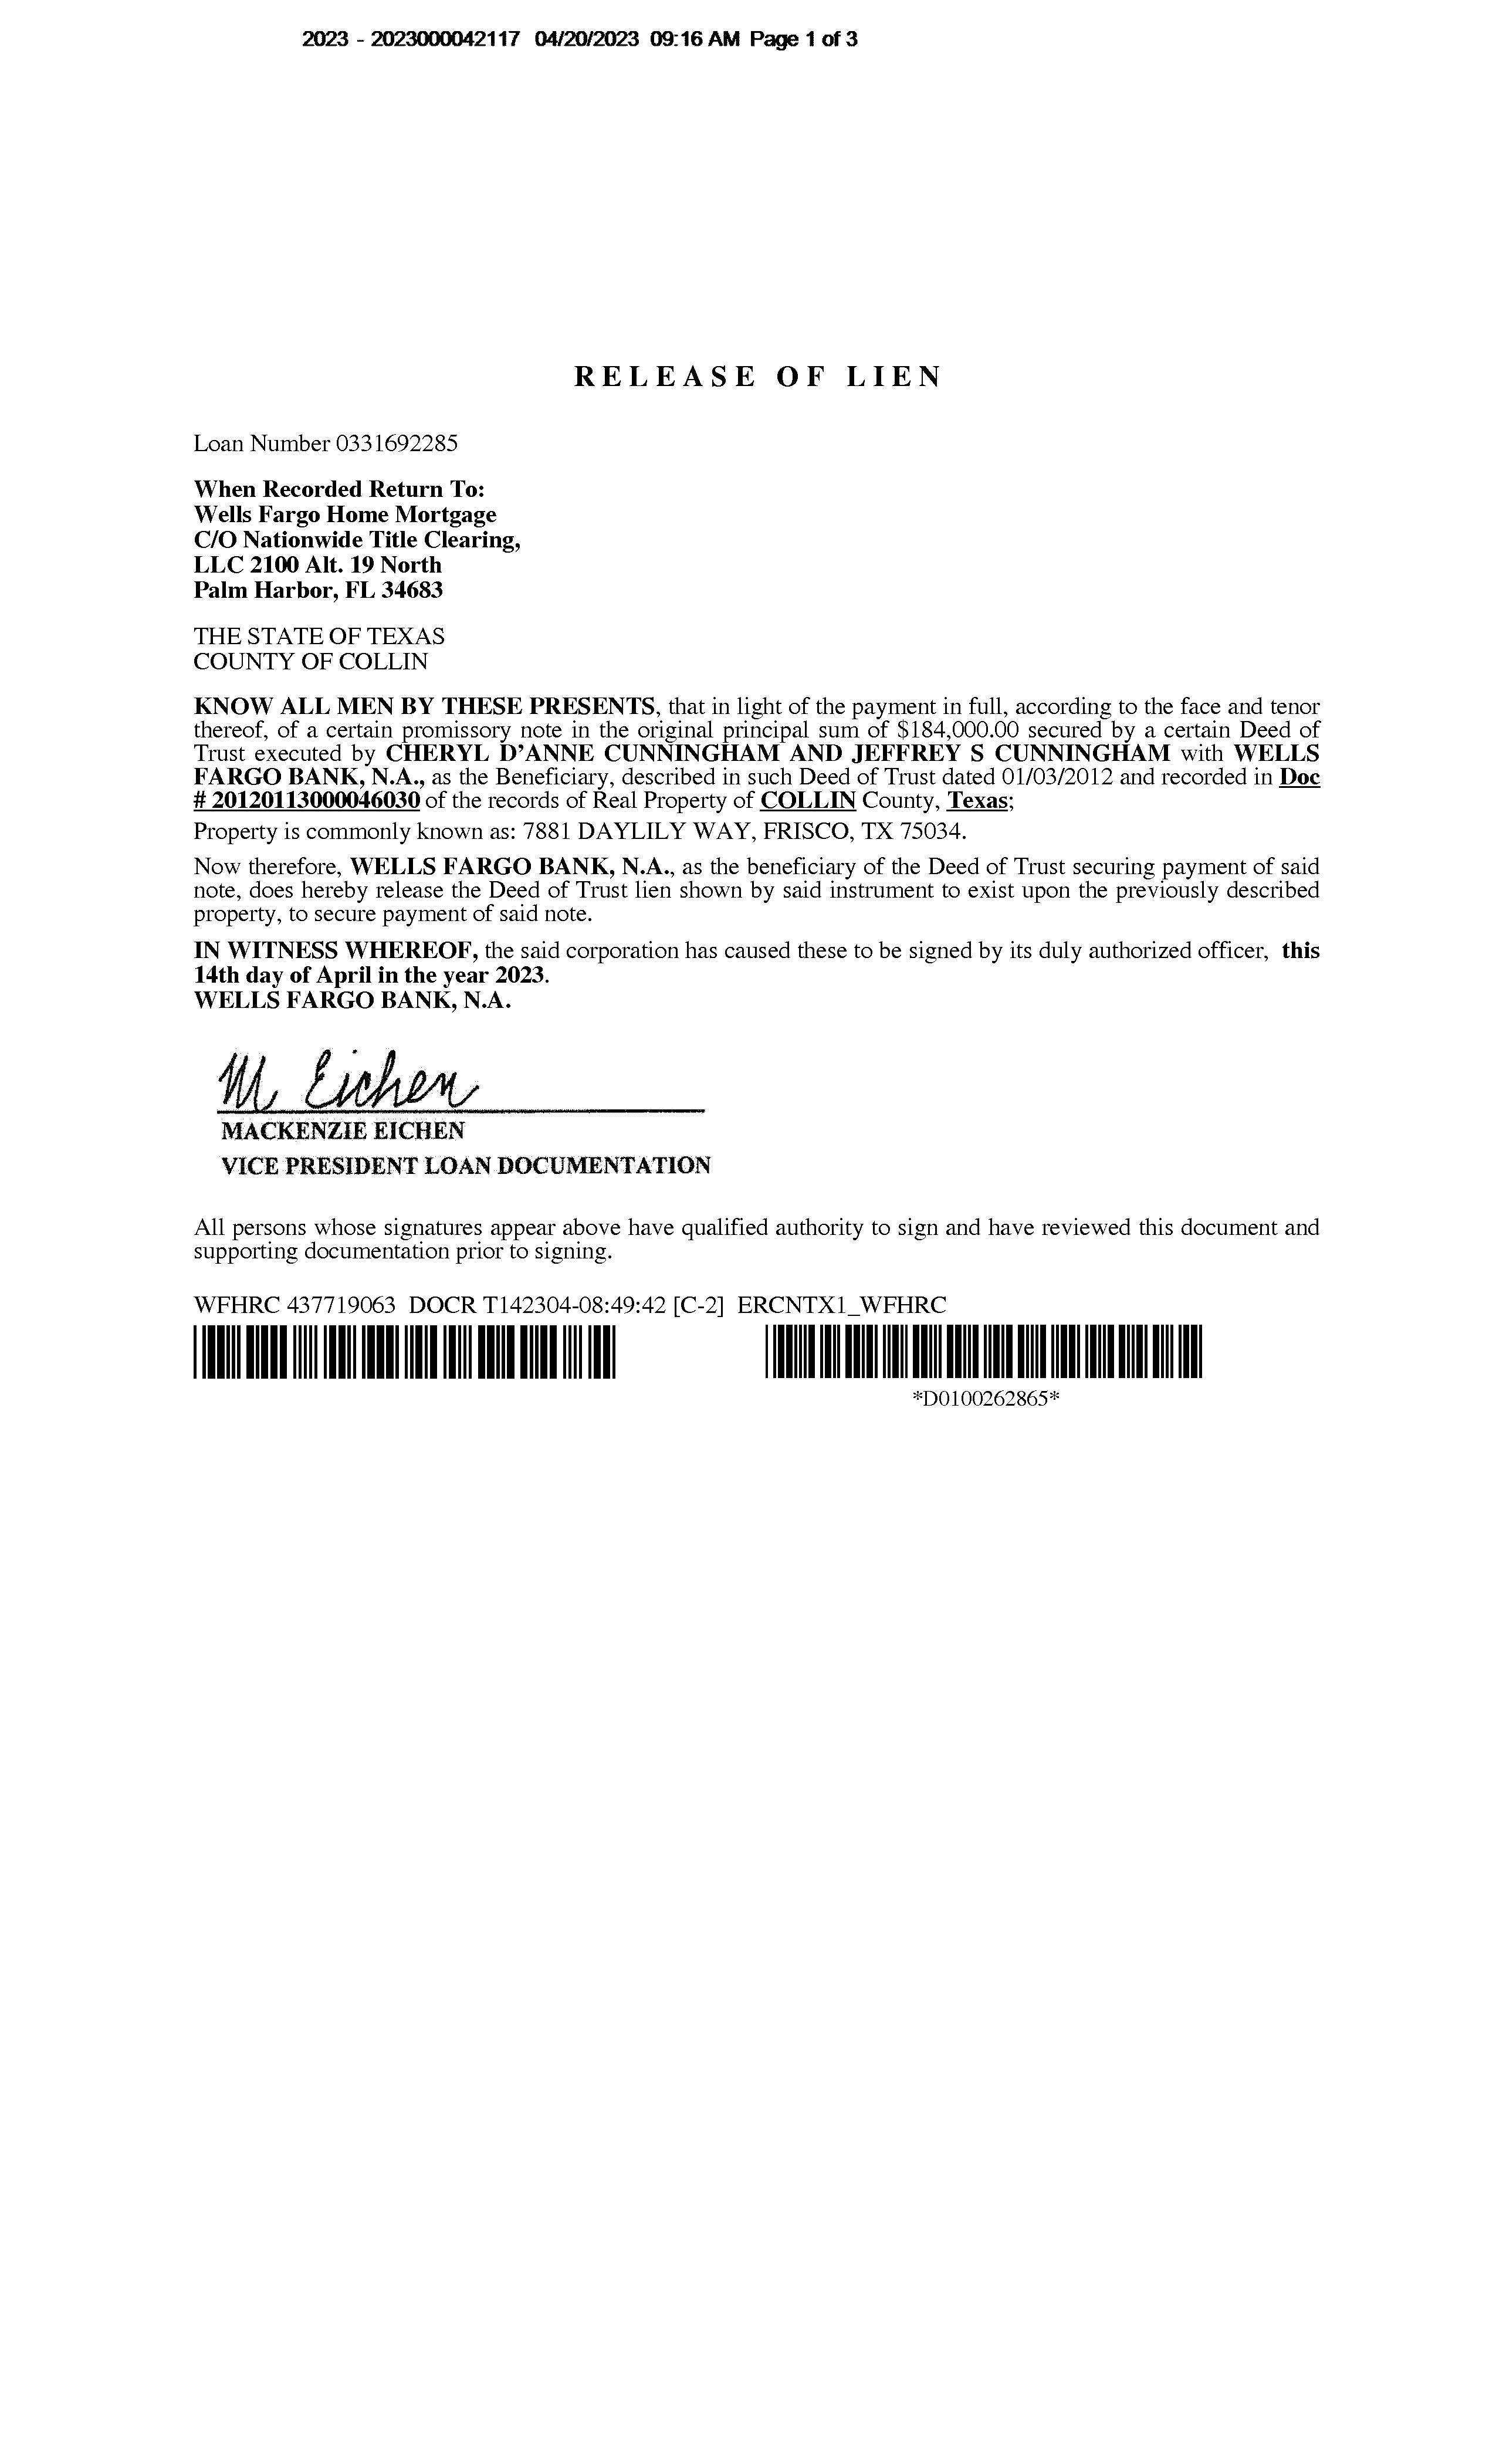 2023 - 2023000042117 04/20/2023 09:16 AM Page 1 of 3
RELEASE OF LIEN
Loan Number 0331692285
When Recorded Return To:
Wells Fargo Home Mortgage
C/O Nationwide Title Clearing,
LLC 2100 Alt. 19 North
Palm Harbor, FL 34683
THE STATE OF TEXAS
COUNTY OF COLLIN
KNOW ALL MEN BY THESE PRESENTS, that in light of the payment in full, according to the face and tenor
thereof, of a certain promissory note in the original principal sum of $184,000.00 secured by a certain Deed of
Trust executed by CHERYL D’ANNE CUNNINGHAM AND JEFFREY S CUNNINGHAM with WELLS
FARGO BANK, N.A., as the Beneficiary, described in such Deed of Trust dated 01/03/2012 and recorded in Doc
# 20120113000046030 of the records of Real Property of COLLIN County, Texas;
Property is commonly known as: 7881 DAYLILY WAY, FRISCO, TX 75034.
Now therefore, WELLS FARGO BANK, N.A., as the beneficiary of the Deed of Trust securing payment of said
note, does hereby release the Deed of Trust lien shown by said instrument to exist upon the previously described
property, to secure payment of said note.
IN WITNESS WHEREOF, the said corporation has caused these to be signed by its duly authorized officer, this
14th day of April in the year 2023.
WELLS FARGO BANK, N.A.
M Eichen
MACKENZIE EICHEN
VICE PRESIDENT LOAN DOCUMENTATION
All persons whose signatures appear above have qualified authority to sign and have reviewed this document and
supporting documentation prior to signing.
WFHRC 437719063 DOCR T142304-08:49:42 [C-2] ERCNTX1_WFHRC
*D0100262865*